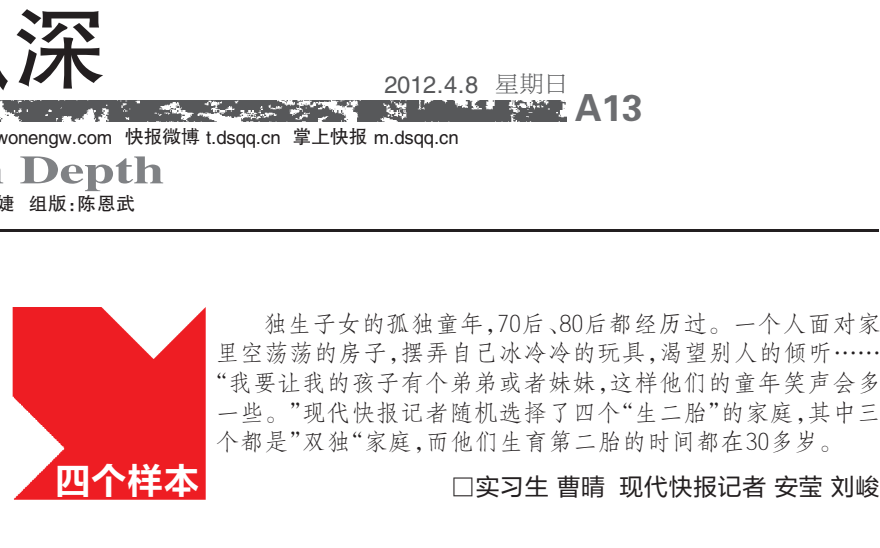 深
2012.4.8 星期日 A13
wonengw.com 快报微博 t.dsqq.cn 掌上快报 m.dsqq.cn
Depth
婕 组版:陈恩武
独生子女的孤独童年,70后、80后都经历过。一个人面对家
里空荡荡的房子,摆弄自己冰冷冷的玩具,渴望别人的倾听……
“我要让我的孩子有个弟弟或者妹妹,这样他们的童年笑声会多
一些。”现代快报记者随机选择了四个“生二胎”的家庭,其中三
个都是”双独“家庭,而他们生育第二胎的时间都在30多岁。
四个样本
□实习生 曹晴 现代快报记者 安莹 刘峻